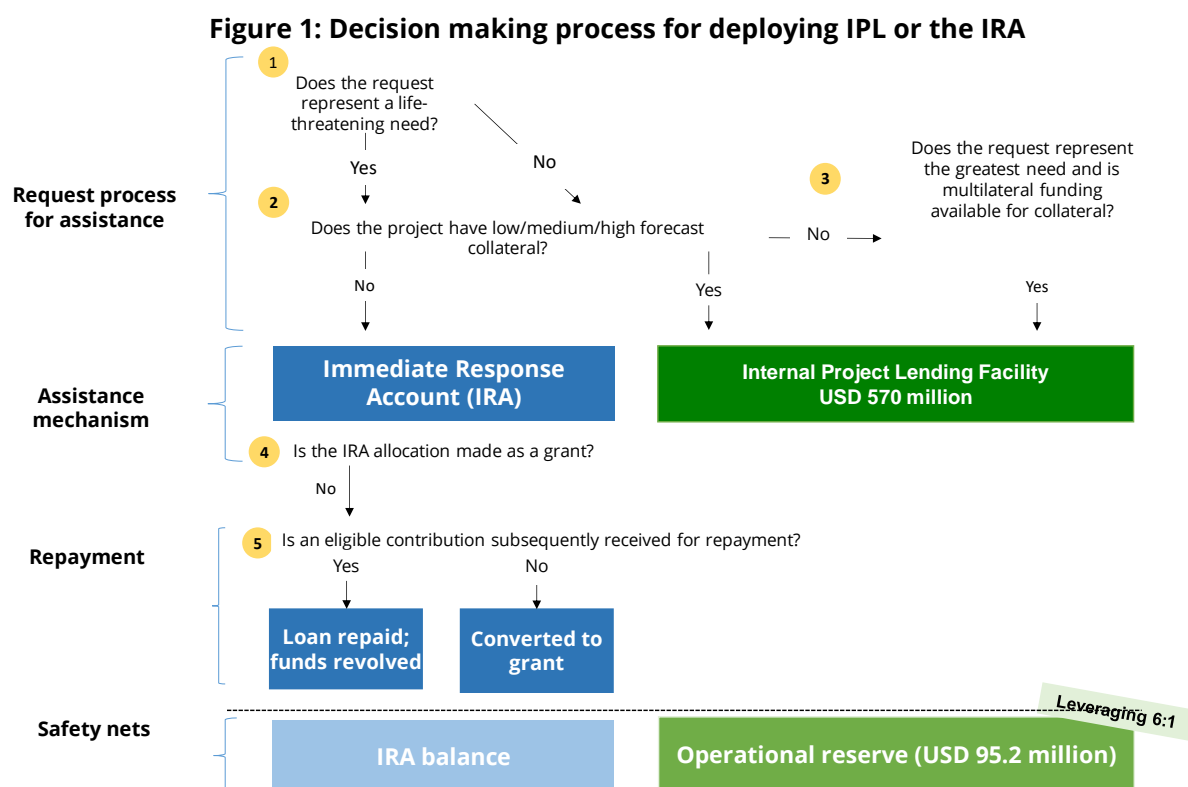 Figure 1: Decision making process for deploying IPL or the IRA
1
Does the request
represent a life-
threatening need?
Yes
No
Request process
for assistance
2
Does the project have low/medium/high forecast
collateral?
No
Yes
No
3
Does the request represent
the greatest need and is
multilateral funding
available for collateral?
Yes
Assistance
mechanism
Immediate Response
Account (IRA)
Internal Project Lending Facility
USD 570 million
4
Is the IRA allocation made as a grant?
No
Repayment
5
Is an eligible contribution subsequently received for repayment?
Yes
No
Loan repaid;
funds revolved
Converted to
grant
Leveraging 6:1
Safety nets
IRA balance
Operational reserve (USD 95.2 million)